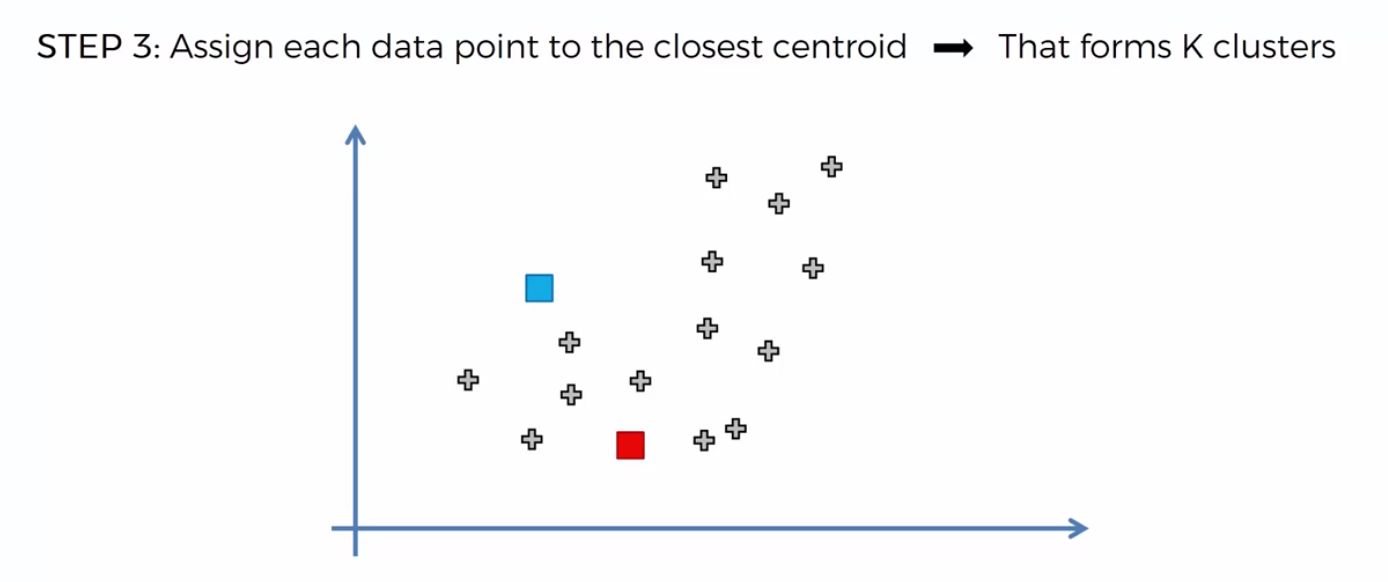 STEP 3: Assign each data point to the closest centroid ➡ That forms K clusters